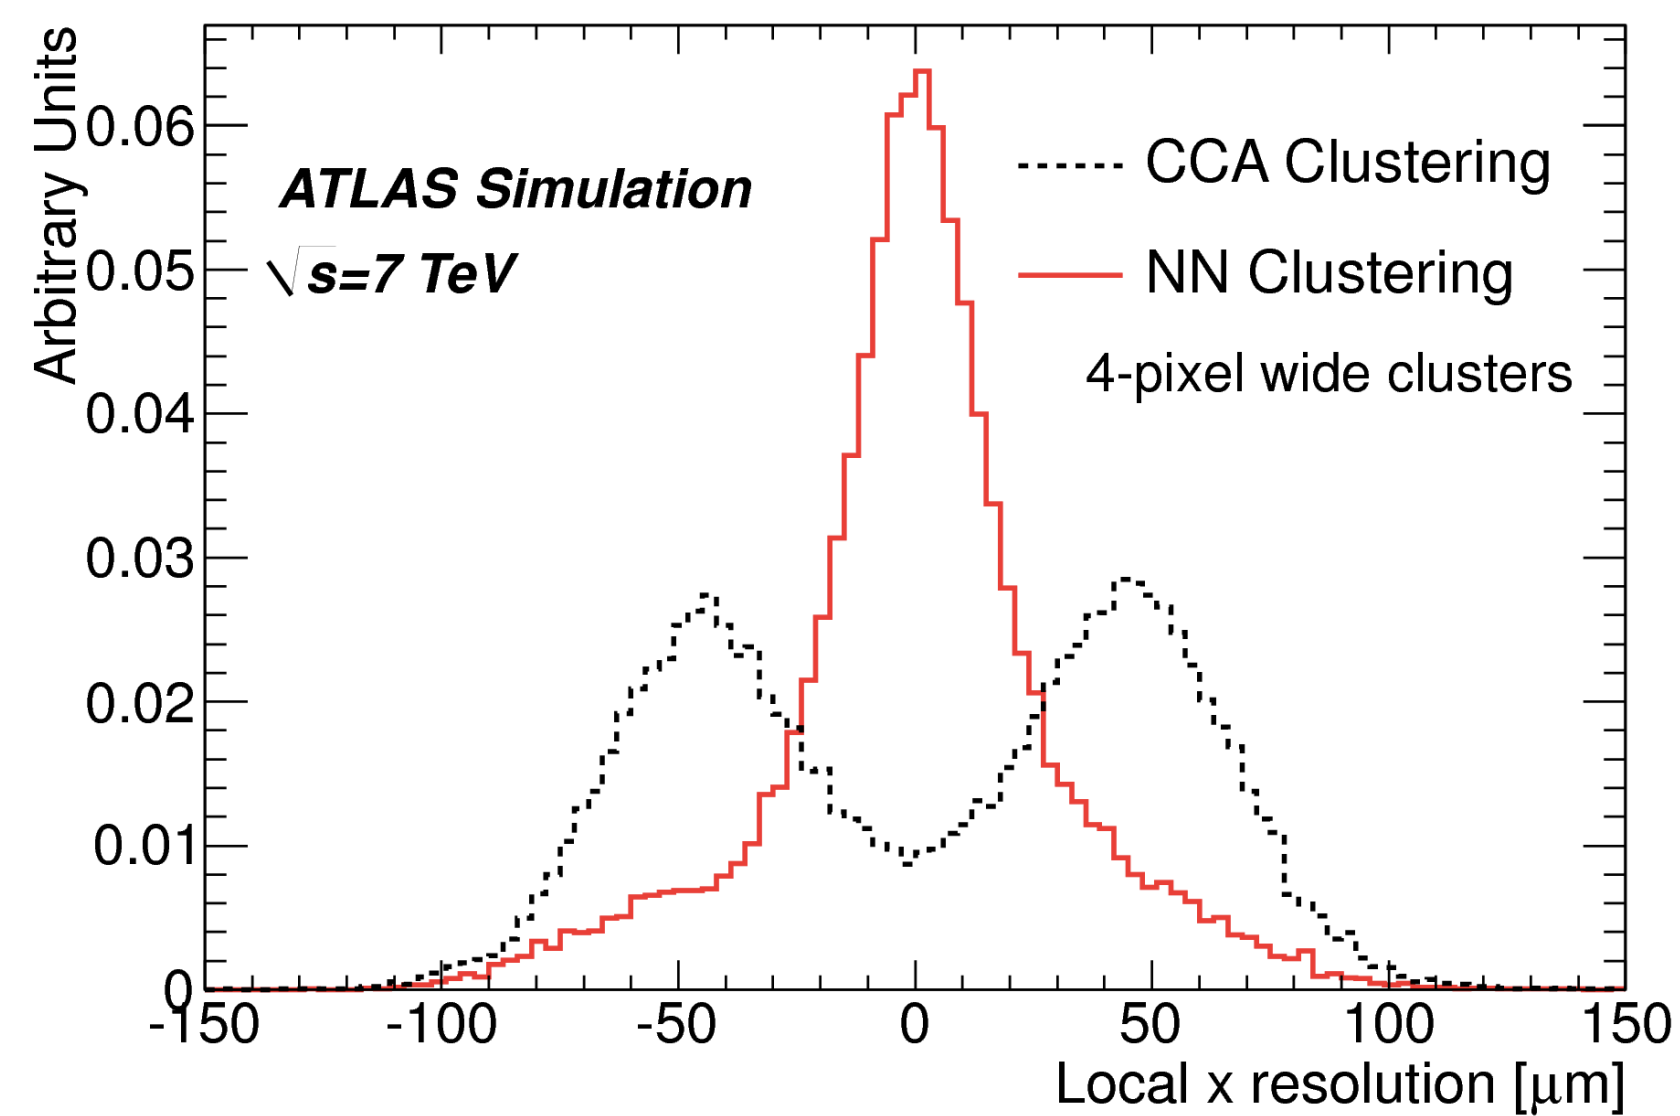 Arbitrary Units
0.06
0.05
0.04
0.03
0.02
0.01
0
ATLAS Simulation
√s=7 TeV
CCA Clustering
NN Clustering
4-pixel wide clusters
-150 -100 -50 0 50 100 150
Local x resolution [μm]